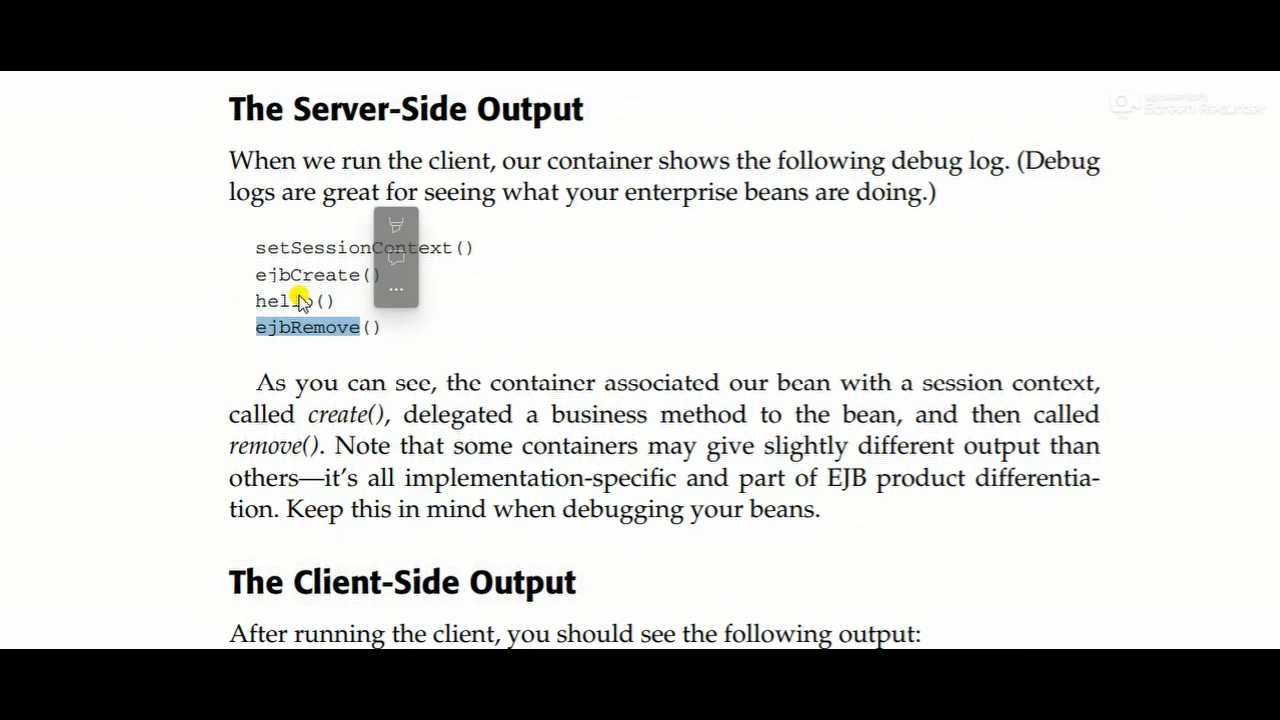 The Server-Side Output
Screen Recorder
When we run the client, our container shows the following debug log. (Debug
logs are great for seeing what your enterprise beans are doing.)
setSessionContext()
ejbCreate()
hello()
ejbRemove()
As you can see, the container associated our bean with a session context,
called create(), delegated a business method to the bean, and then called
remove(). Note that some containers may give slightly different output than
others—it's all implementation-specific and part of EJB product differentia-
tion. Keep this in mind when debugging your beans.
The Client-Side Output
After running the client, you should see the following output: